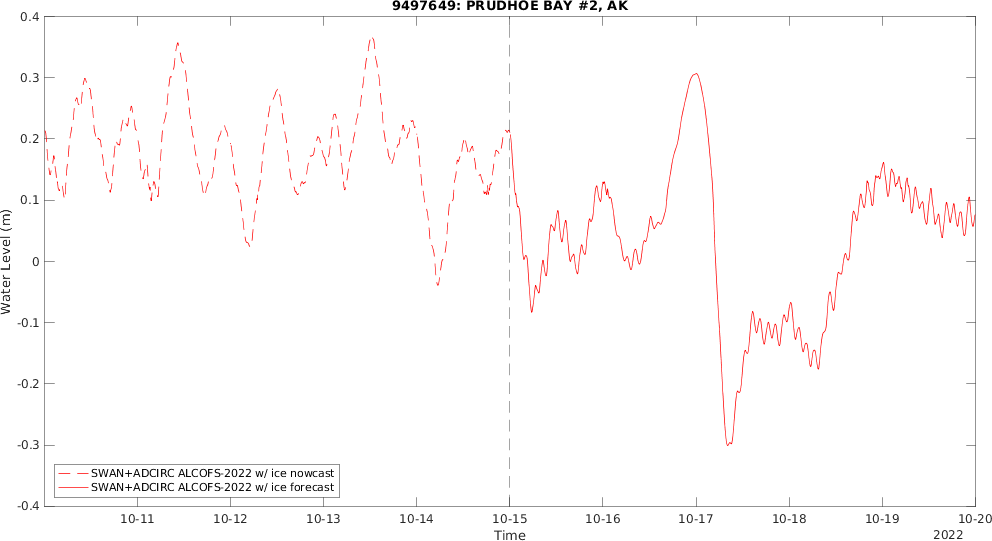 9497649: PRUDHOE BAY #2, AK
0.4
0.3
0.2
0.1
0
-0.1
-0.2
-0.3
-0.4
Water Level (m)
SWAN+ADCIRC ALCOFS-2022 w/ ice nowcast
SWAN+ADCIRC ALCOFS-2022 w/ ice forecast
10-11 10-12 10-13 10-14 10-15 10-16 10-17 10-18 10-19 10-20
Time
2022